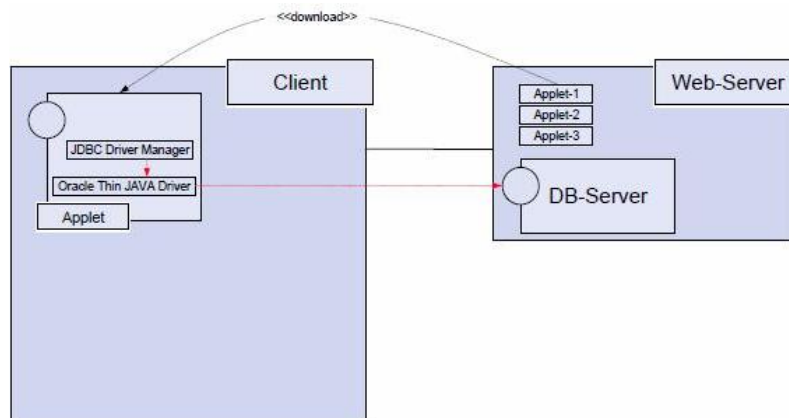 <<download>>
Client
JDBC Driver Manager
Oracle Thin JAVA Driver
Applet
Web-Server
Applet-1
Applet-2
Applet-3
DB-Server